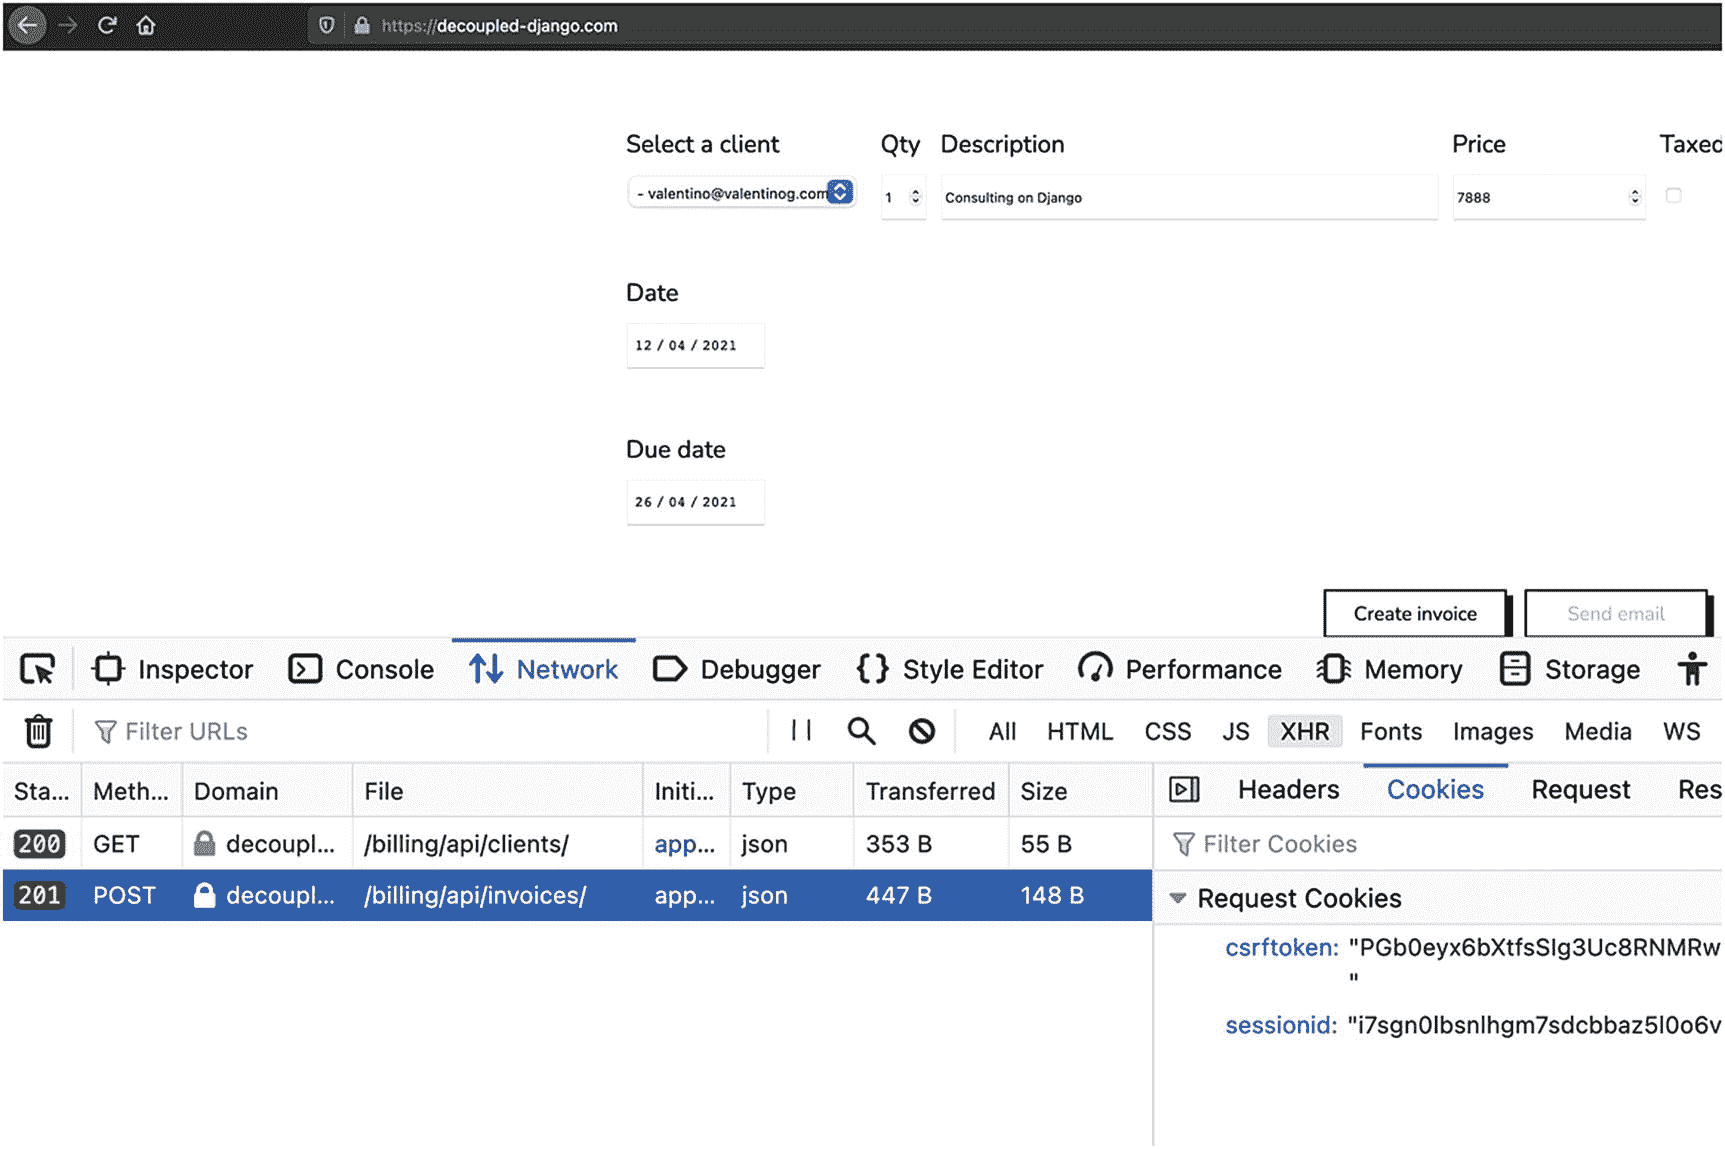 https://decoupled-django.com
Select a client Qty Description Price Taxed
- valentino@valentinog.com 1 Consulting on Django 7888
Date
12 / 04 / 2021
Due date
26 / 04 / 2021
Create invoice Send email
Inspector Console Network Debugger Style Editor Performance Memory Storage
Filter URLs All HTML CSS JS XHR Fonts Images Media WS
Sta... Meth... Domain File Initi... Type Transferred Size Headers Cookies Request Res
200 GET decoupl... /billing/api/clients/ app... json 353 B 55 B Filter Cookies
201 POST decoupl... /billing/api/invoices/ app... json 447 B 148 B Request Cookies
csrftoken: "PGb0eyx6bXtfsSIg3Uc8RNMRw
"
sessionid: "i7sgn0lbsnlhgm7sdcbbaz5l0o6v